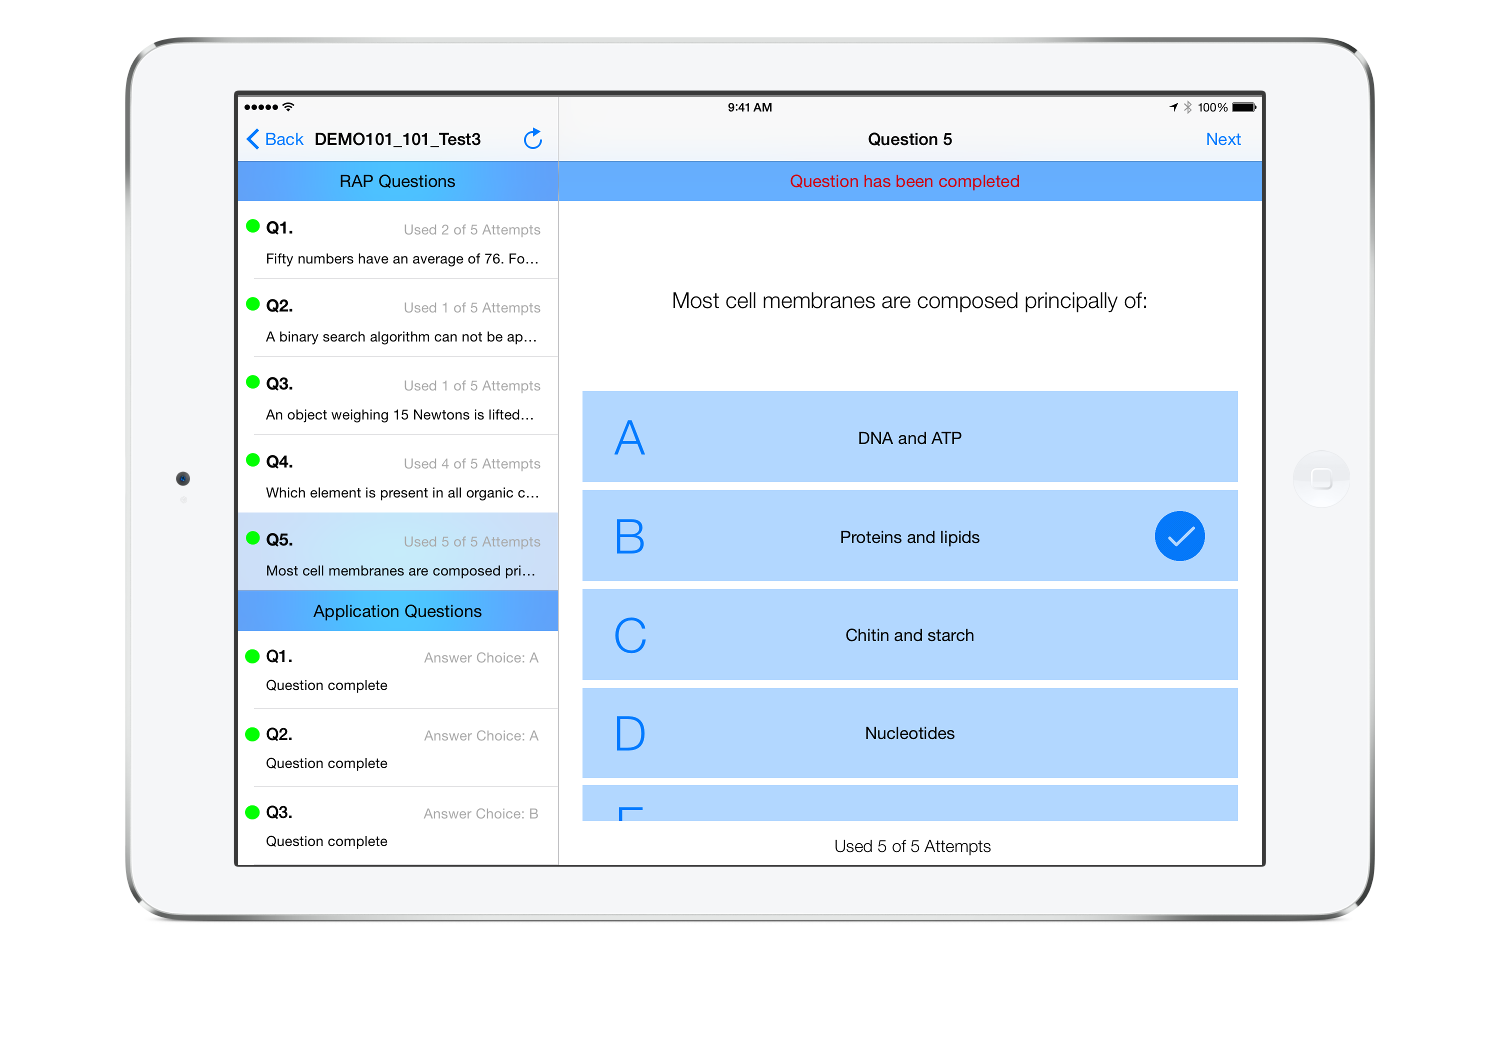 9:41 AM
100%
Back DEMO101_101_Test3
Question 5
Next
RAP Questions
Question has been completed
Q1. Used 2 of 5 Attempts
Fifty numbers have an average of 76. Fo...
Q2. Used 1 of 5 Attempts
A binary search algorithm can not be ap...
Q3. Used 1 of 5 Attempts
An object weighing 15 Newtons is lifted...
Q4. Used 4 of 5 Attempts
Which element is present in all organic c...
Q5. Used 5 of 5 Attempts
Most cell membranes are composed pri...
Application Questions
Q1. Answer Choice: A
Question complete
Q2. Answer Choice: A
Question complete
Q3. Answer Choice: B
Question complete
Most cell membranes are composed principally of:
A DNA and ATP
B Proteins and lipids
C Chitin and starch
D Nucleotides
Used 5 of 5 Attempts